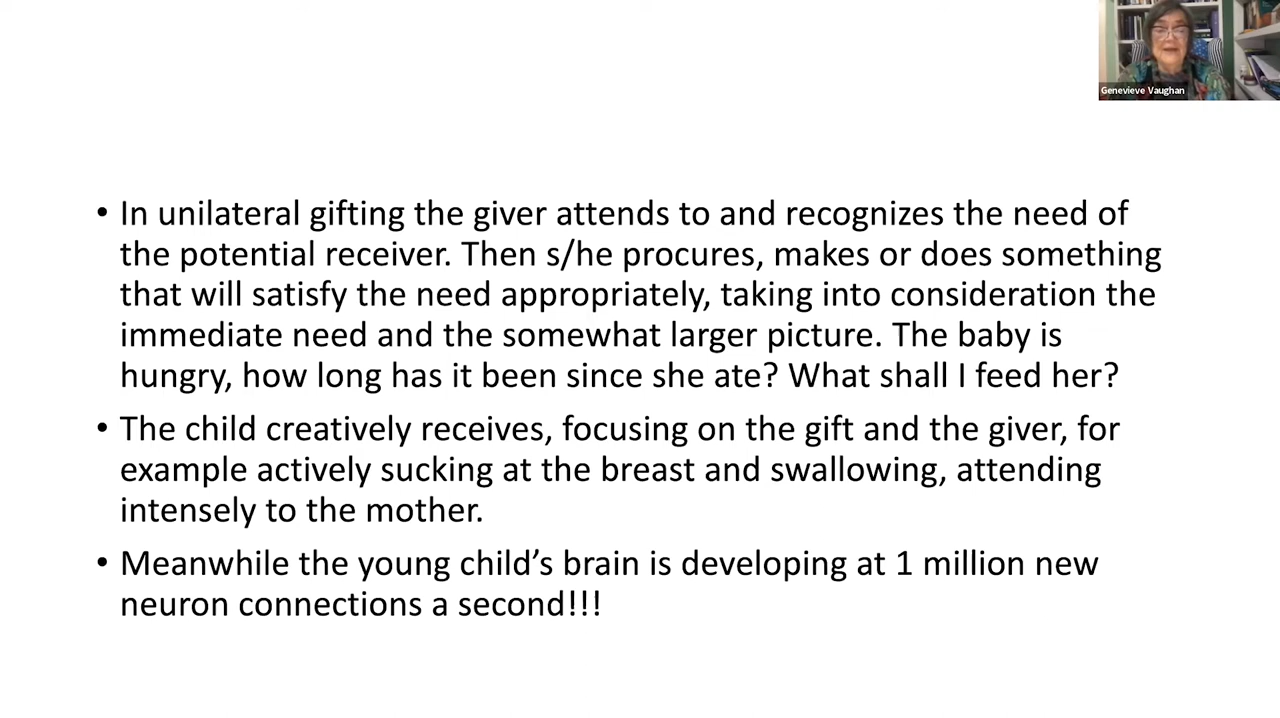 Genevieve Vaughan
• In unilateral gifting the giver attends to and recognizes the need of
the potential receiver. Then s/he procures, makes or does something
that will satisfy the need appropriately, taking into consideration the
immediate need and the somewhat larger picture. The baby is
hungry, how long has it been since she ate? What shall I feed her?
• The child creatively receives, focusing on the gift and the giver, for
example actively sucking at the breast and swallowing, attending
intensely to the mother.
• Meanwhile the young child's brain is developing at 1 million new
neuron connections a second!!!